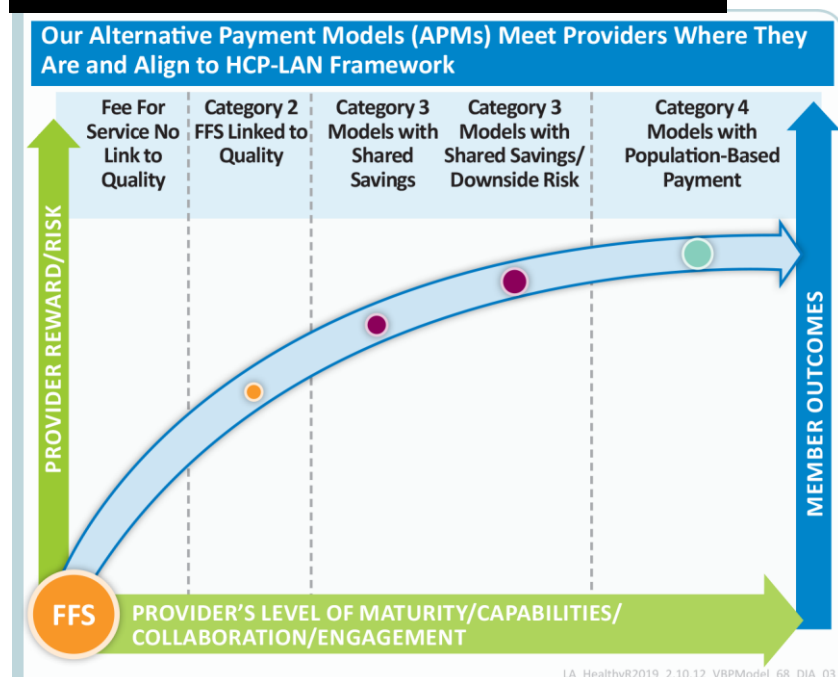 Our Alternative Payment Models (APMs) Meet Providers Where They
Are and Align to HCP-LAN Framework
Fee For
Service No
Link to
Quality
Category 2
FFS Linked to
Quality
Category 3
Models with
Shared
Savings
Category 3
Models with
Shared Savings/
Downside Risk
Category 4
Models with
Population-Based
Payment
PROVIDER REWARD/RISK
MEMBER OUTCOMES
FFS
PROVIDER'S LEVEL OF MATURITY/CAPABILITIES/
COLLABORATION/ENGAGEMENT
LA_HealthyR2019_2.10.12_VBPModel_68_DIA_03